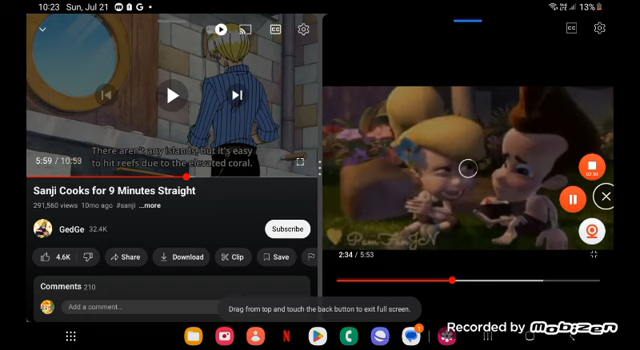 10:23 Sun, Jul 21
13%
CC
CC
There aren't any islands, but it's easy
to hit reefs due to the elevated coral.
5:59 / 10:53
Sanji Cooks for 9 Minutes Straight
291,560 views 10mo ago #sanji ...more
GedGe 32.4K
Subscribe
4.6K
Share
Download
Clip
Save
Comments 210
Add a comment...
PamFanJN
2:34 / 5:53
Drag from top and touch the back button to exit full screen.
Recorded by Mobizen